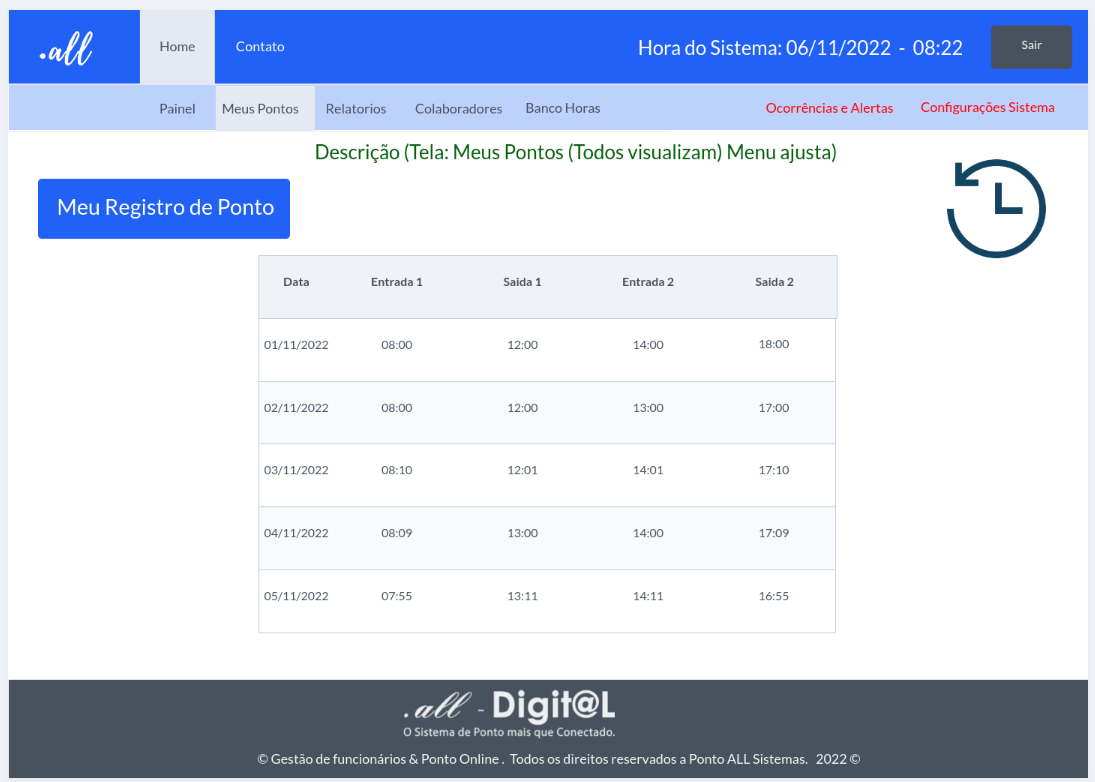 .all Home Contato Hora do Sistema: 06/11/2022 - 08:22 Sair
Painel Meus Pontos Relatorios Colaboradores Banco Horas Ocorrências e Alertas Configurações Sistema
Descrição (Tela: Meus Pontos (Todos visualizam) Menu ajusta)
Meu Registro de Ponto
Data Entrada 1 Saida 1 Entrada 2 Saida 2
01/11/2022 08:00 12:00 14:00 18:00
02/11/2022 08:00 12:00 13:00 17:00
03/11/2022 08:10 12:01 14:01 17:10
04/11/2022 08:09 13:00 14:00 17:09
05/11/2022 07:55 13:11 14:11 16:55
.all - Digit@L
O Sistema de Ponto mais que Conectado.
© Gestão de funcionários & Ponto Online . Todos os direitos reservados a Ponto ALL Sistemas. 2022 ©